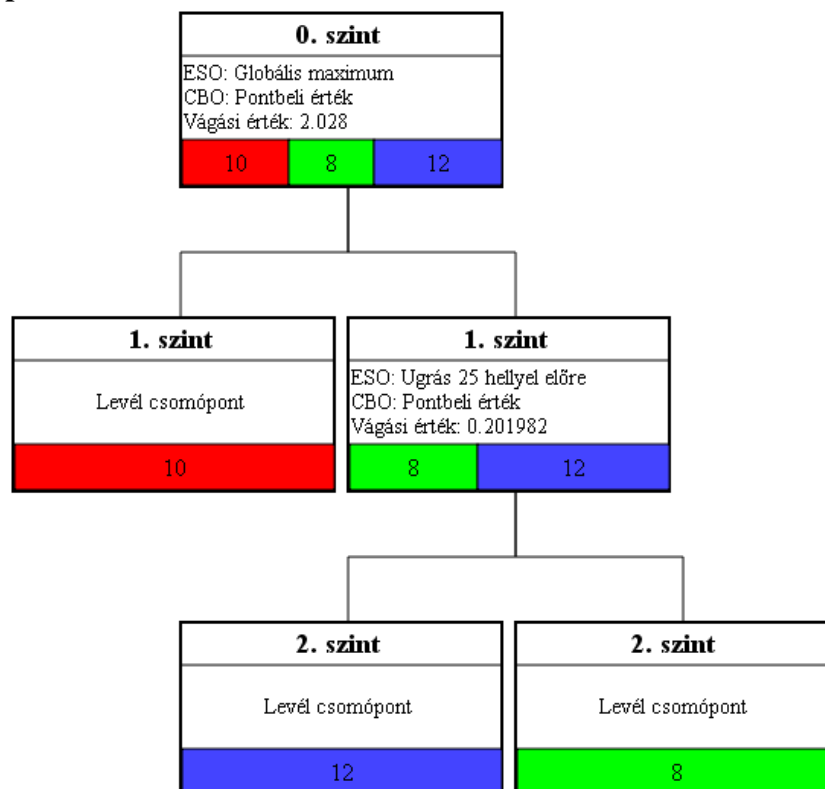 0. szint
ESO: Globális maximum
CBO: Pontbeli érték
Vágási érték: 2.028
10 8 12
1. szint
Levél csomópont
10
1. szint
ESO: Ugrás 25 hellyel előre
CBO: Pontbeli érték
Vágási érték: 0.201982
8 12
2. szint
Levél csomópont
12
2. szint
Levél csomópont
8